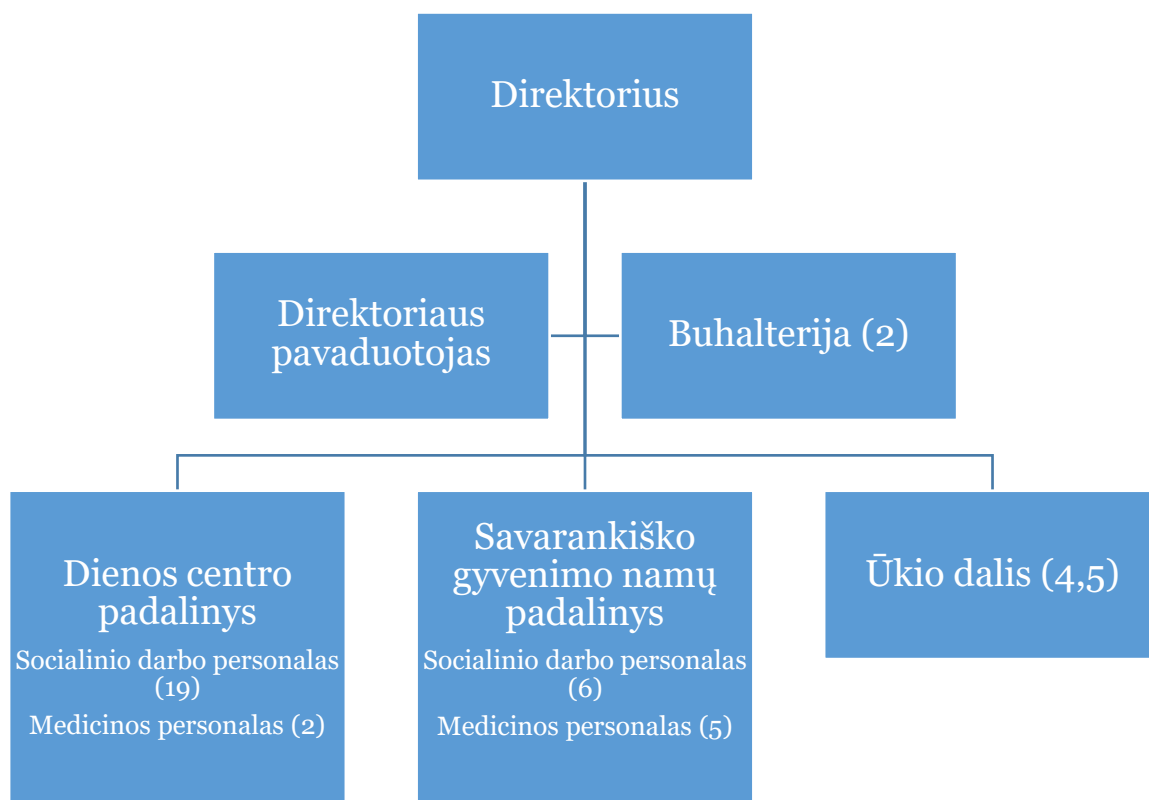 Direktorius
Direktoriaus
pavaduotojas
Buhalterija (2)
Dienos centro
padalinys
Socialinio darbo personalas
(19)
Medicinos personalas (2)
Savarankiško
gyvenimo namų
padalinys
Socialinio darbo personalas
(6)
Medicinos personalas (5)
Ūkio dalis (4,5)